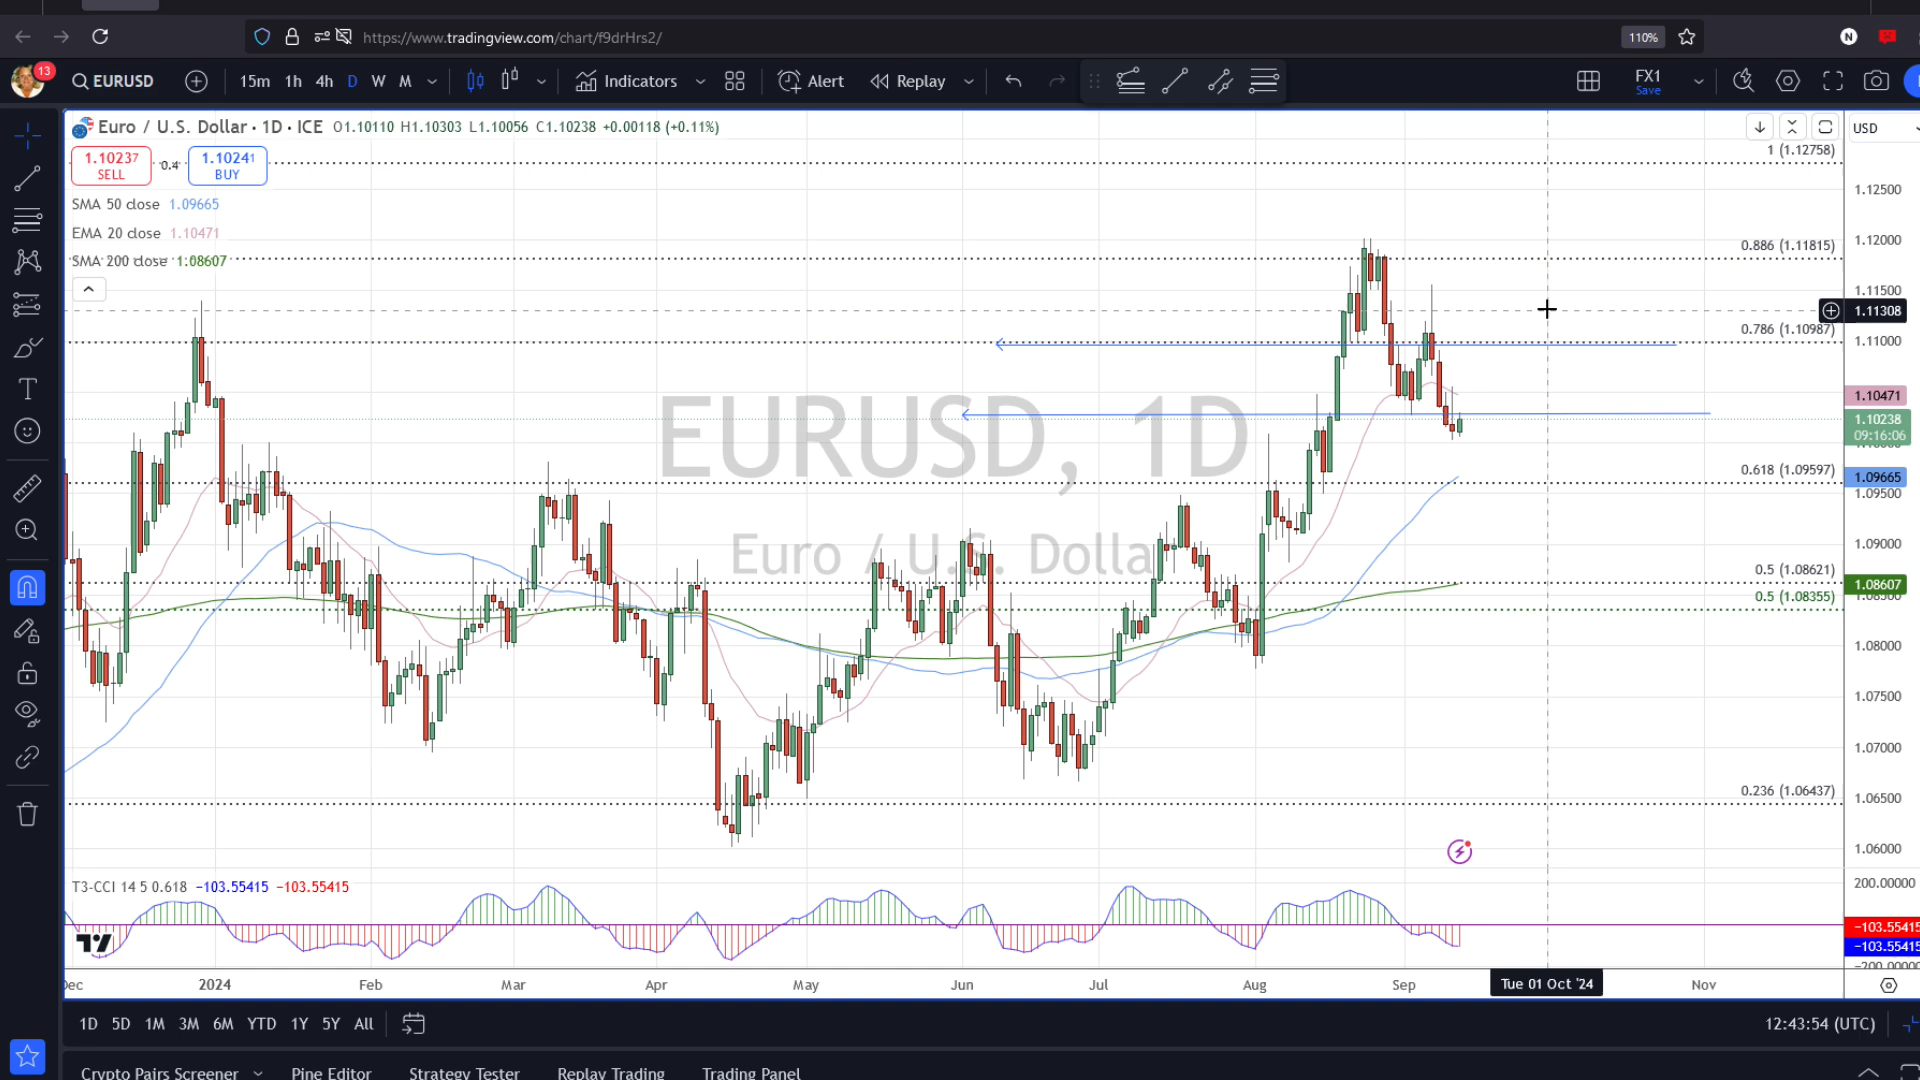 https://www.tradingview.com/chart/f9drHrs2/
110%
N
13
EURUSD
15m 1h 4h D W M
Indicators
Alert
Replay
FX1
Save
Euro / U.S. Dollar · 1D · ICE O1.10110 H1.10303 L1.10056 C1.10238 +0.00118 (+0.11%)
USD
1.10237
SELL
0.4
1.10241
BUY
SMA 50 close 1.09665
EMA 20 close 1.10471
SMA 200 close 1.08607
1 (1.12758)
0.886 (1.11815)
0.786 (1.10987)
0.618 (1.09597)
0.5 (1.08621)
0.5 (1.08355)
0.236 (1.06437)
EURUSD, 1D
Euro / U.S. Dolla
1.12500
1.12000
1.11500
1.11308
1.11000
1.10471
1.10238
09:16:06
1.09665
1.09500
1.09000
1.08607
1.08000
1.07500
1.07000
1.06500
1.06000
T3-CCI 14 5 0.618 −103.55415 −103.55415
200.00000
−103.55415
−103.55415
−200.00000
Dec 2024 Feb Mar Apr May Jun Jul Aug Sep Tue 01 Oct '24 Nov
1D 5D 1M 3M 6M YTD 1Y 5Y All
12:43:54 (UTC)
Crypto Pairs Screener Pine Editor Strategy Tester Replay Trading Trading Panel